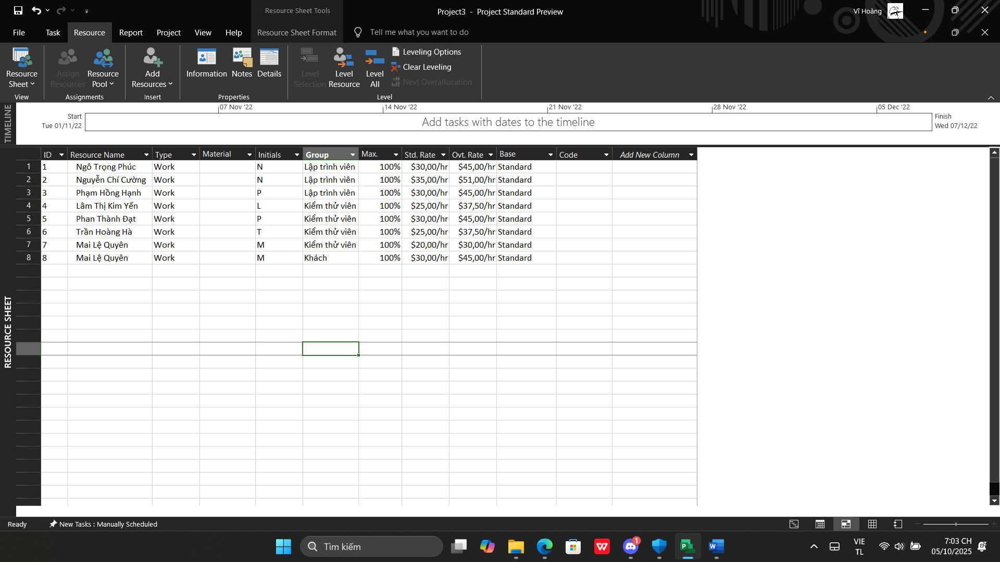 Resource Sheet Tools
Project3 - Project Standard Preview
Vĩ Hoàng
File Task Resource Report Project View Help Resource Sheet Format Tell me what you want to do
Resource Sheet
View
Assign Resources
Resource Pool
Assignments
Add Resources
Insert
Information
Notes
Details
Properties
Level Selection
Level Resource
Level All
Leveling Options
Clear Leveling
Next Overallocation
Level
TIMELINE
07 Nov '22 14 Nov '22 21 Nov '22 28 Nov '22 05 Dec '22
Start
Tue 01/11/22
Add tasks with dates to the timeline
Finish
Wed 07/12/22
RESOURCE SHEET
ID Resource Name Type Material Initials Group Max. Std. Rate Ovt. Rate Base Code Add New Column
1 1 Ngô Trọng Phúc Work N Lập trình viên 100% $30,00/hr $45,00/hr Standard
2 2 Nguyễn Chí Cường Work N Lập trình viên 100% $35,00/hr $51,00/hr Standard
3 3 Phạm Hồng Hạnh Work P Lập trình viên 100% $30,00/hr $45,00/hr Standard
4 4 Lâm Thị Kim Yến Work L Kiểm thử viên 100% $25,00/hr $37,50/hr Standard
5 5 Phan Thành Đạt Work P Kiểm thử viên 100% $30,00/hr $45,00/hr Standard
6 6 Trần Hoàng Hà Work T Kiểm thử viên 100% $25,00/hr $37,50/hr Standard
7 7 Mai Lệ Quyên Work M Kiểm thử viên 100% $20,00/hr $30,00/hr Standard
8 8 Mai Lệ Quyên Work M Khách 100% $30,00/hr $45,00/hr Standard
Ready New Tasks : Manually Scheduled
Tìm kiếm
1
VIE
TL
7:03 CH
05/10/2025